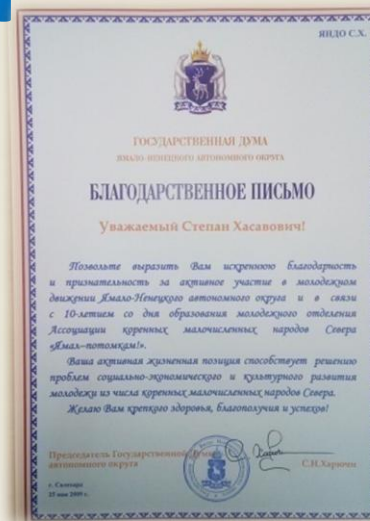 ЯНДО С.Х.
ГОСУДАРСТВЕННАЯ ДУМА
ЯМАЛО-НЕНЕЦКОГО АВТОНОМНОГО ОКРУГА
БЛАГОДАРСТВЕННОЕ ПИСЬМО
Уважаемый Степан Хасавович!
Позвольте выразить Вам искреннюю благодарность
и признательность за активное участие в молодежном
движении Ямало-Ненецкого автономного округа и в связи
с 10-летием со дня образования молодежного отделения
Ассоциации коренных малочисленных народов Севера
«Ямал–потомкам!».
Ваша активная жизненная позиция способствует решению
проблем социально-экономического и культурного развития
молодежи из числа коренных малочисленных народов Севера.
Желаю Вам крепкого здоровья, благополучия и успехов!
Председатель Государственной Думы
автономного округа
С.Н.Харючи
г. Салехард
2009 г.